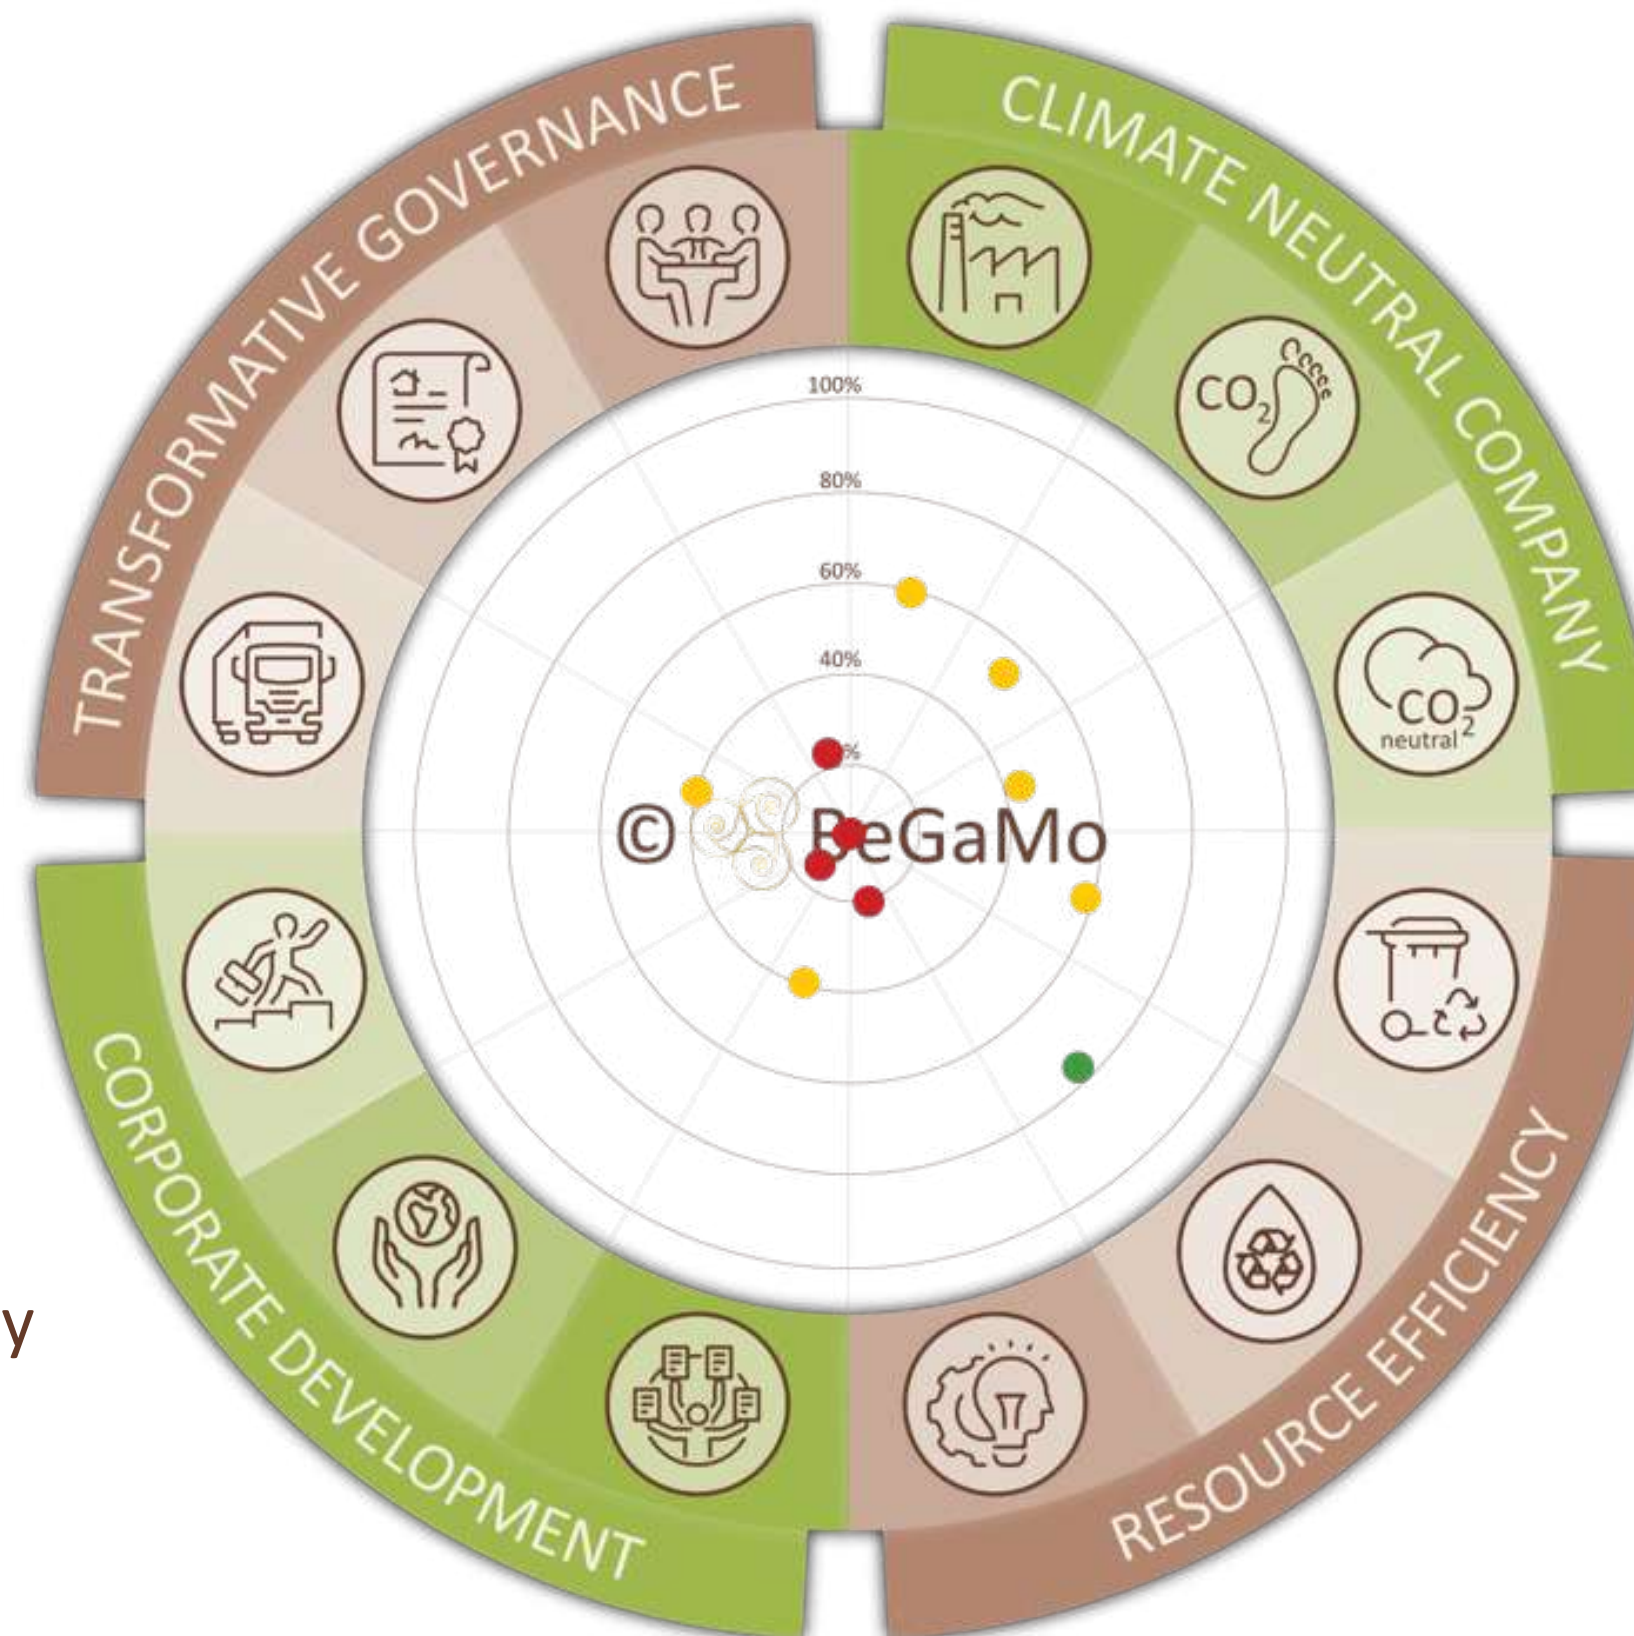 TRANSFORMATIVE GOVERNANCE
CLIMATE NEUTRAL COMPANY
CO2
CO2
neutral
100%
80%
60%
40%
%
© BeGaMo
CORPORATE DEVELOPMENT
RESOURCE EFFICIENCY
y